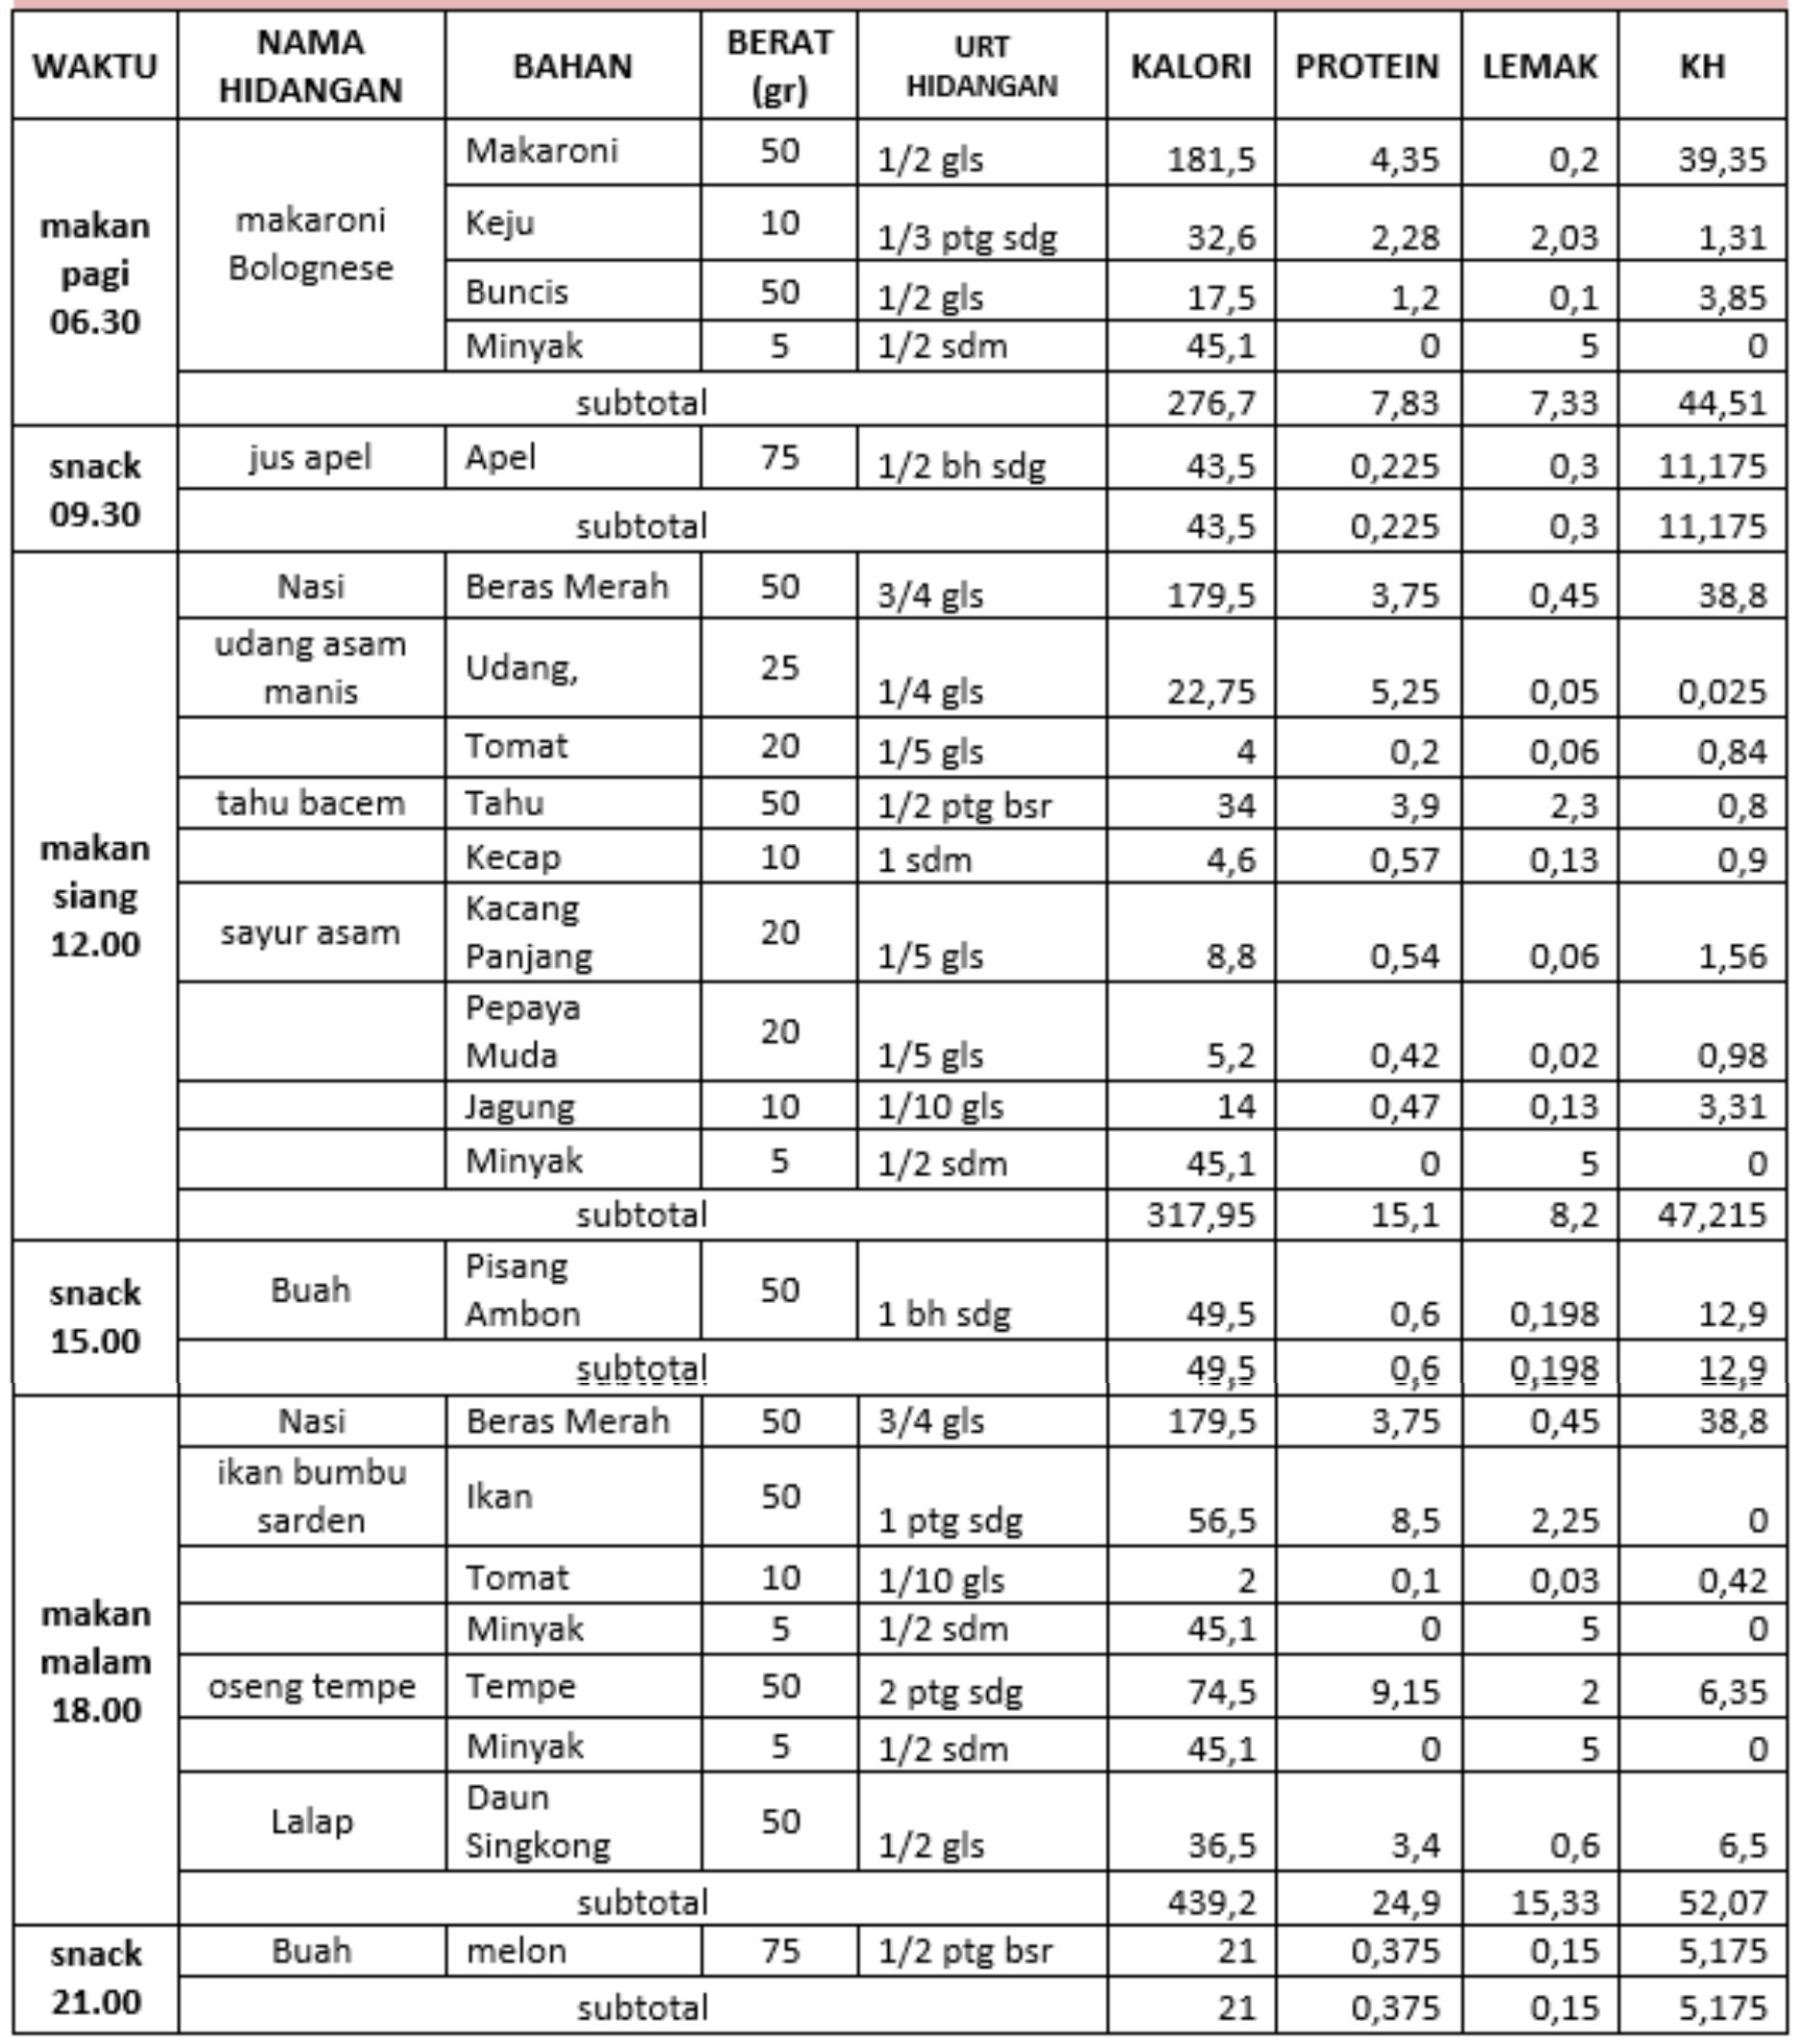 WAKTU NAMA HIDANGAN BAHAN BERAT (gr) URT HIDANGAN KALORI PROTEIN LEMAK KH
makan pagi 06.30 makaroni Bolognese Makaroni 50 1/2 gls 181,5 4,35 0,2 39,35
Keju 10 1/3 ptg sdg 32,6 2,28 2,03 1,31
Buncis 50 1/2 gls 17,5 1,2 0,1 3,85
Minyak 5 1/2 sdm 45,1 0 5 0
subtotal 276,7 7,83 7,33 44,51
snack 09.30 jus apel Apel 75 1/2 bh sdg 43,5 0,225 0,3 11,175
subtotal 43,5 0,225 0,3 11,175
makan siang 12.00 Nasi Beras Merah 50 3/4 gls 179,5 3,75 0,45 38,8
udang asam manis Udang, 25 1/4 gls 22,75 5,25 0,05 0,025
Tomat 20 1/5 gls 4 0,2 0,06 0,84
tahu bacem Tahu 50 1/2 ptg bsr 34 3,9 2,3 0,8
Kecap 10 1 sdm 4,6 0,57 0,13 0,9
sayur asam Kacang Panjang 20 1/5 gls 8,8 0,54 0,06 1,56
Pepaya Muda 20 1/5 gls 5,2 0,42 0,02 0,98
Jagung 10 1/10 gls 14 0,47 0,13 3,31
Minyak 5 1/2 sdm 45,1 0 5 0
subtotal 317,95 15,1 8,2 47,215
snack 15.00 Buah Pisang Ambon 50 1 bh sdg 49,5 0,6 0,198 12,9
subtotal 49,5 0,6 0,198 12,9
makan malam 18.00 Nasi Beras Merah 50 3/4 gls 179,5 3,75 0,45 38,8
ikan bumbu sarden Ikan 50 1 ptg sdg 56,5 8,5 2,25 0
Tomat 10 1/10 gls 2 0,1 0,03 0,42
Minyak 5 1/2 sdm 45,1 0 5 0
oseng tempe Tempe 50 2 ptg sdg 74,5 9,15 2 6,35
Minyak 5 1/2 sdm 45,1 0 5 0
Lalap Daun Singkong 50 1/2 gls 36,5 3,4 0,6 6,5
subtotal 439,2 24,9 15,33 52,07
snack 21.00 Buah melon 75 1/2 ptg bsr 21 0,375 0,15 5,175
subtotal 21 0,375 0,15 5,175